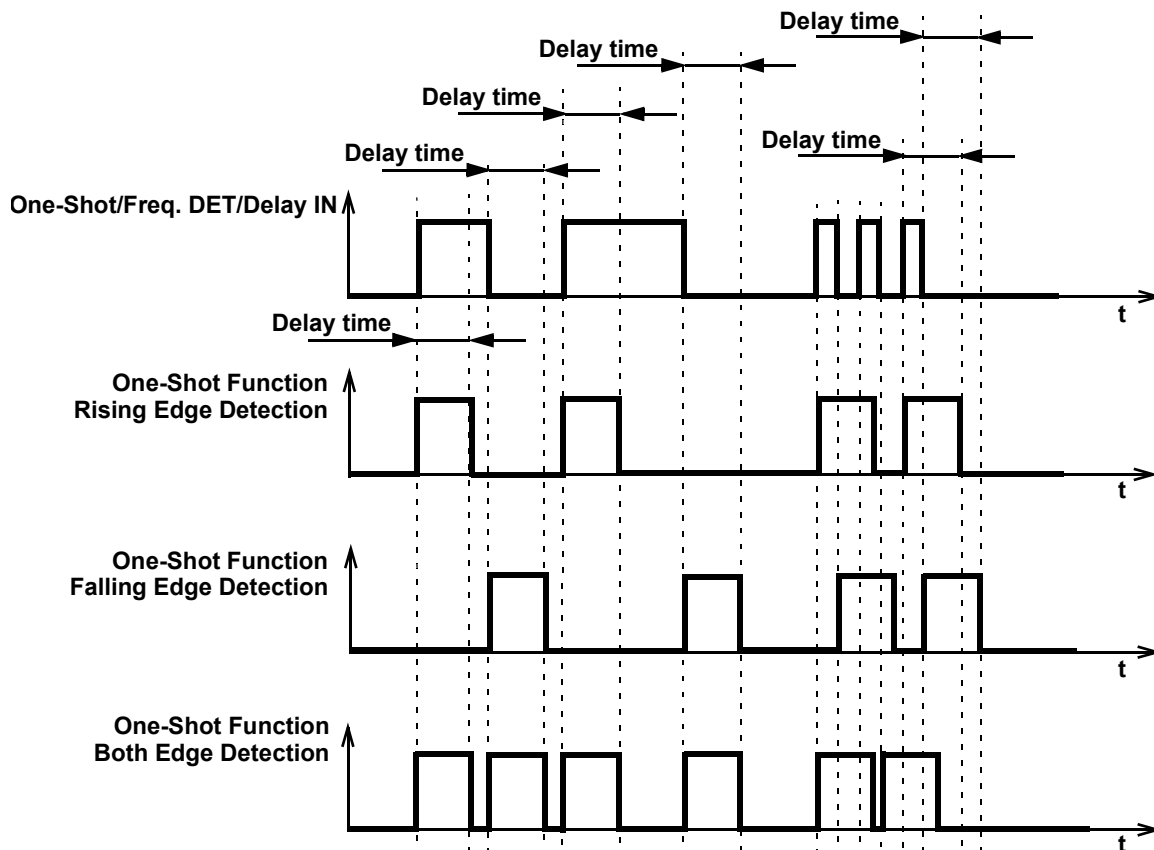 Delay time
Delay time
Delay time
Delay time
Delay time
One-Shot/Freq. DET/Delay IN
t
Delay time
One-Shot Function
Rising Edge Detection
t
One-Shot Function
Falling Edge Detection
t
One-Shot Function
Both Edge Detection
t